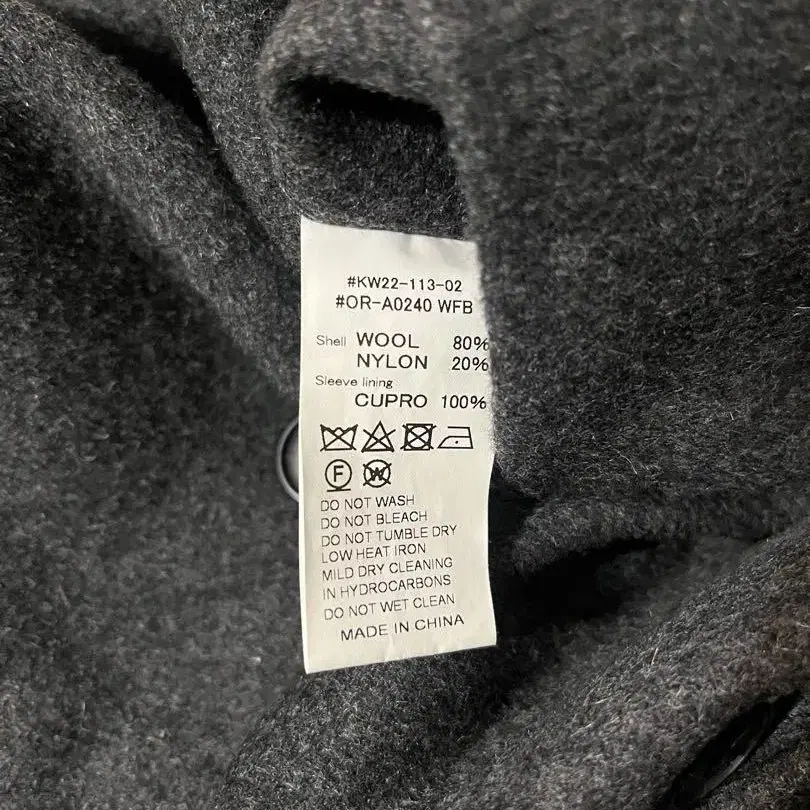 #KW22-113-02
#OR-A0240 WFB
Shell WOOL 80%
NYLON 20%
Sleeve lining
CUPRO 100%
F W
DO NOT WASH
DO NOT BLEACH
DO NOT TUMBLE DRY
LOW HEAT IRON
MILD DRY CLEANING
IN HYDROCARBONS
DO NOT WET CLEAN
MADE IN CHINA